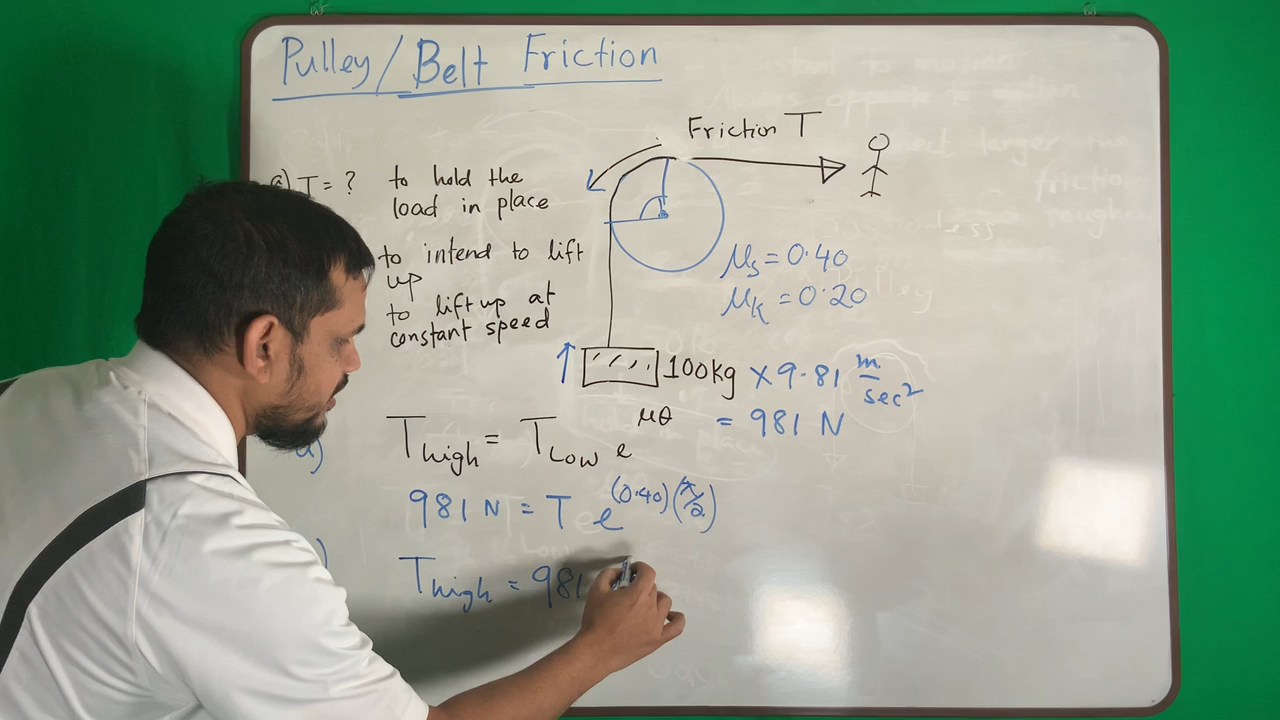 Pulley/Belt Friction
Friction T
a) T = ? to hold the
load in place
to intend to lift
up
to lift up at
constant speed
μs = 0.40
μK = 0.20
100kg × 9.81 m/sec²
= 981 N
T High = T Low e^μθ
a)
981 N = T e^(0.40)(π/2)
)
T High = 981